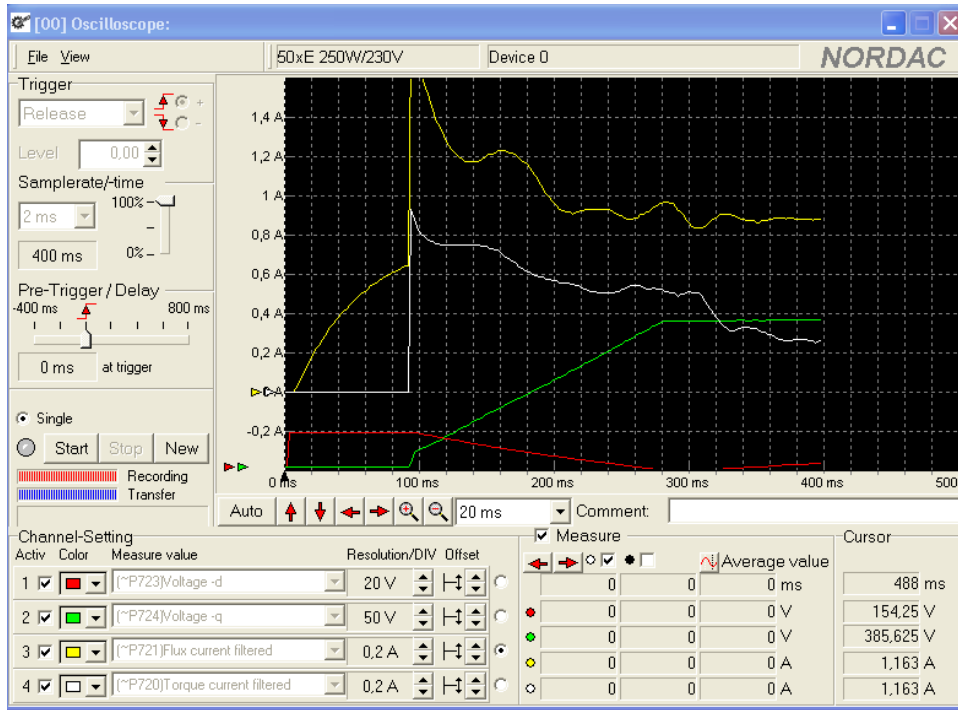 [00] Oscilloscope:
File View
50xE 250W/230V
Device 0
NORDAC
Trigger
Release
+
-
Level 0,00
Samplerate/-time
2 ms
100%
400 ms
0%
Pre-Trigger / Delay
-400 ms 800 ms
0 ms at trigger
Single
Start Stop New
Recording
Transfer
1,4 A
1,2 A
1 A
0,8 A
0,6 A
0,4 A
0,2 A
-0,2 A
0 ms 100 ms 200 ms 300 ms 400 ms 500
Auto 20 ms Comment:
Channel-Setting
Activ Color Measure value Resolution/DIV Offset
1 (~P723)Voltage -d 20 V
2 (~P724)Voltage -q 50 V
3 (~P721)Flux current filtered 0,2 A
4 (~P720)Torque current filtered 0,2 A
Measure
Average value
0 0 0 ms
0 0 0 V
0 0 0 V
0 0 0 A
0 0 0 A
Cursor
488 ms
154,25 V
385,625 V
1,163 A
1,163 A